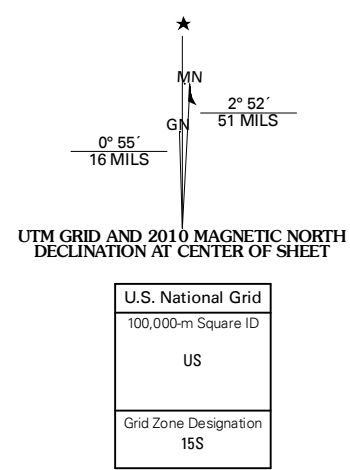 ★
MN
GN
2° 52´
51 MILS
0° 55´
16 MILS
UTM GRID AND 2010 MAGNETIC NORTH
DECLINATION AT CENTER OF SHEET
U.S. National Grid
100,000-m Square ID
US
Grid Zone Designation
15S